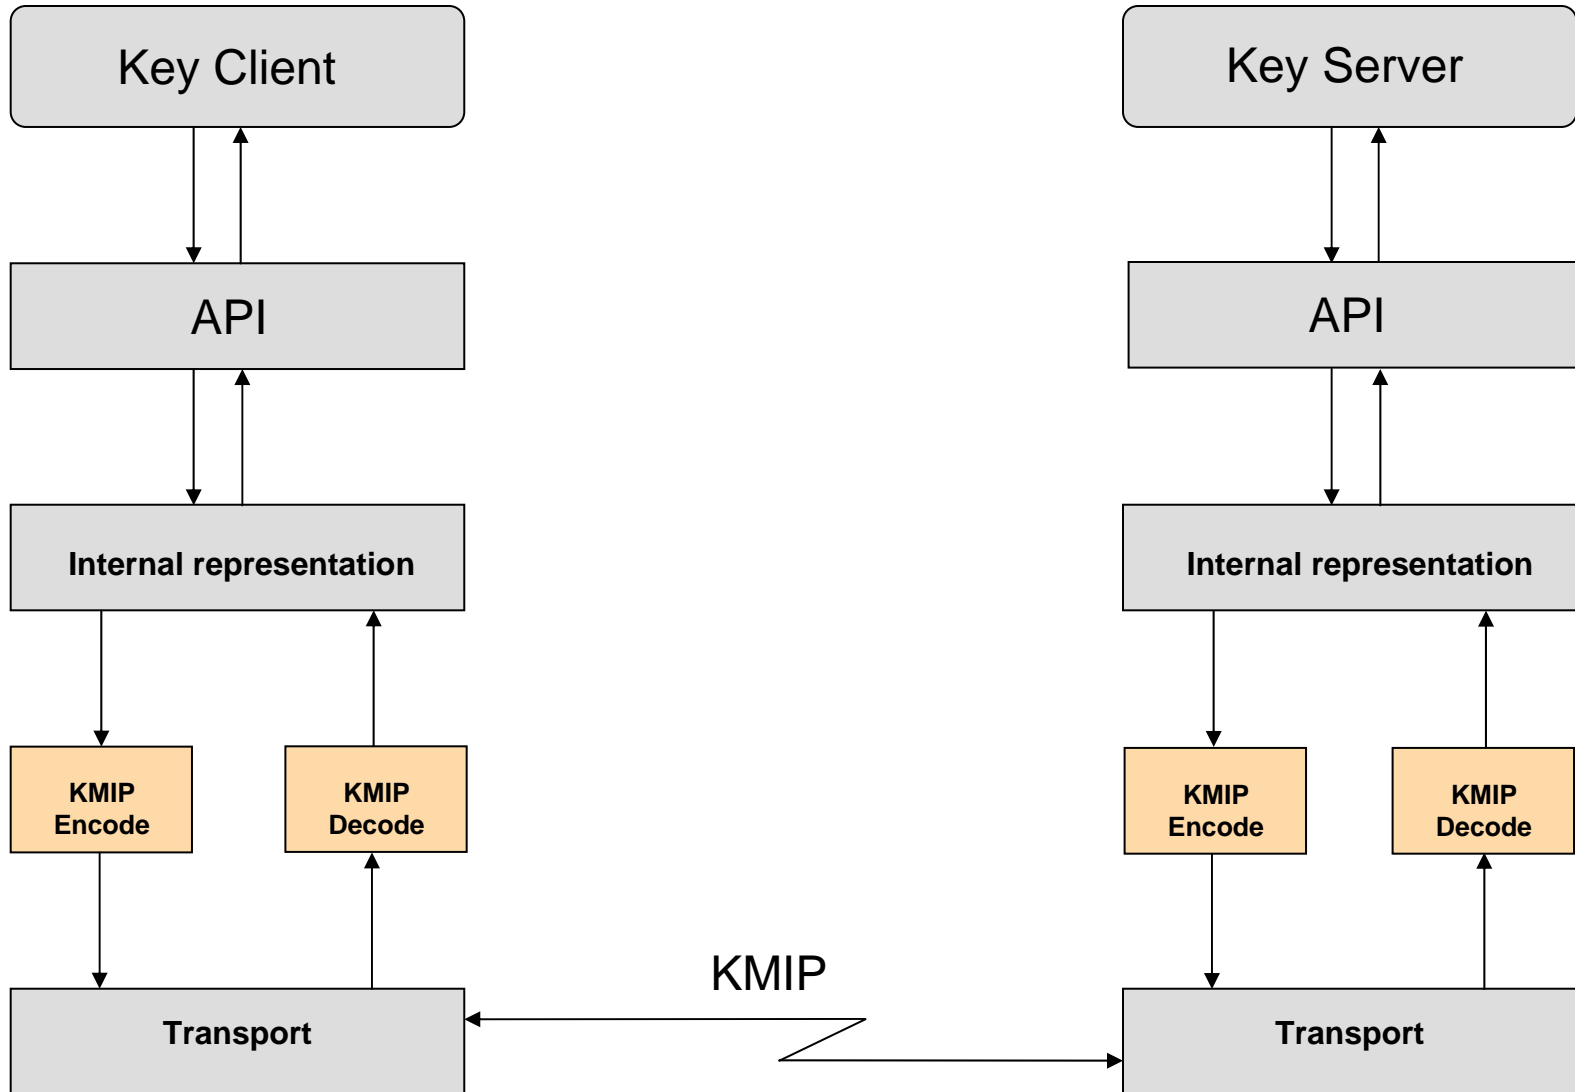 Key Client
Key Server
API
API
Internal representation
Internal representation
KMIP
Encode
KMIP
Decode
KMIP
Encode
KMIP
Decode
KMIP
Transport
Transport